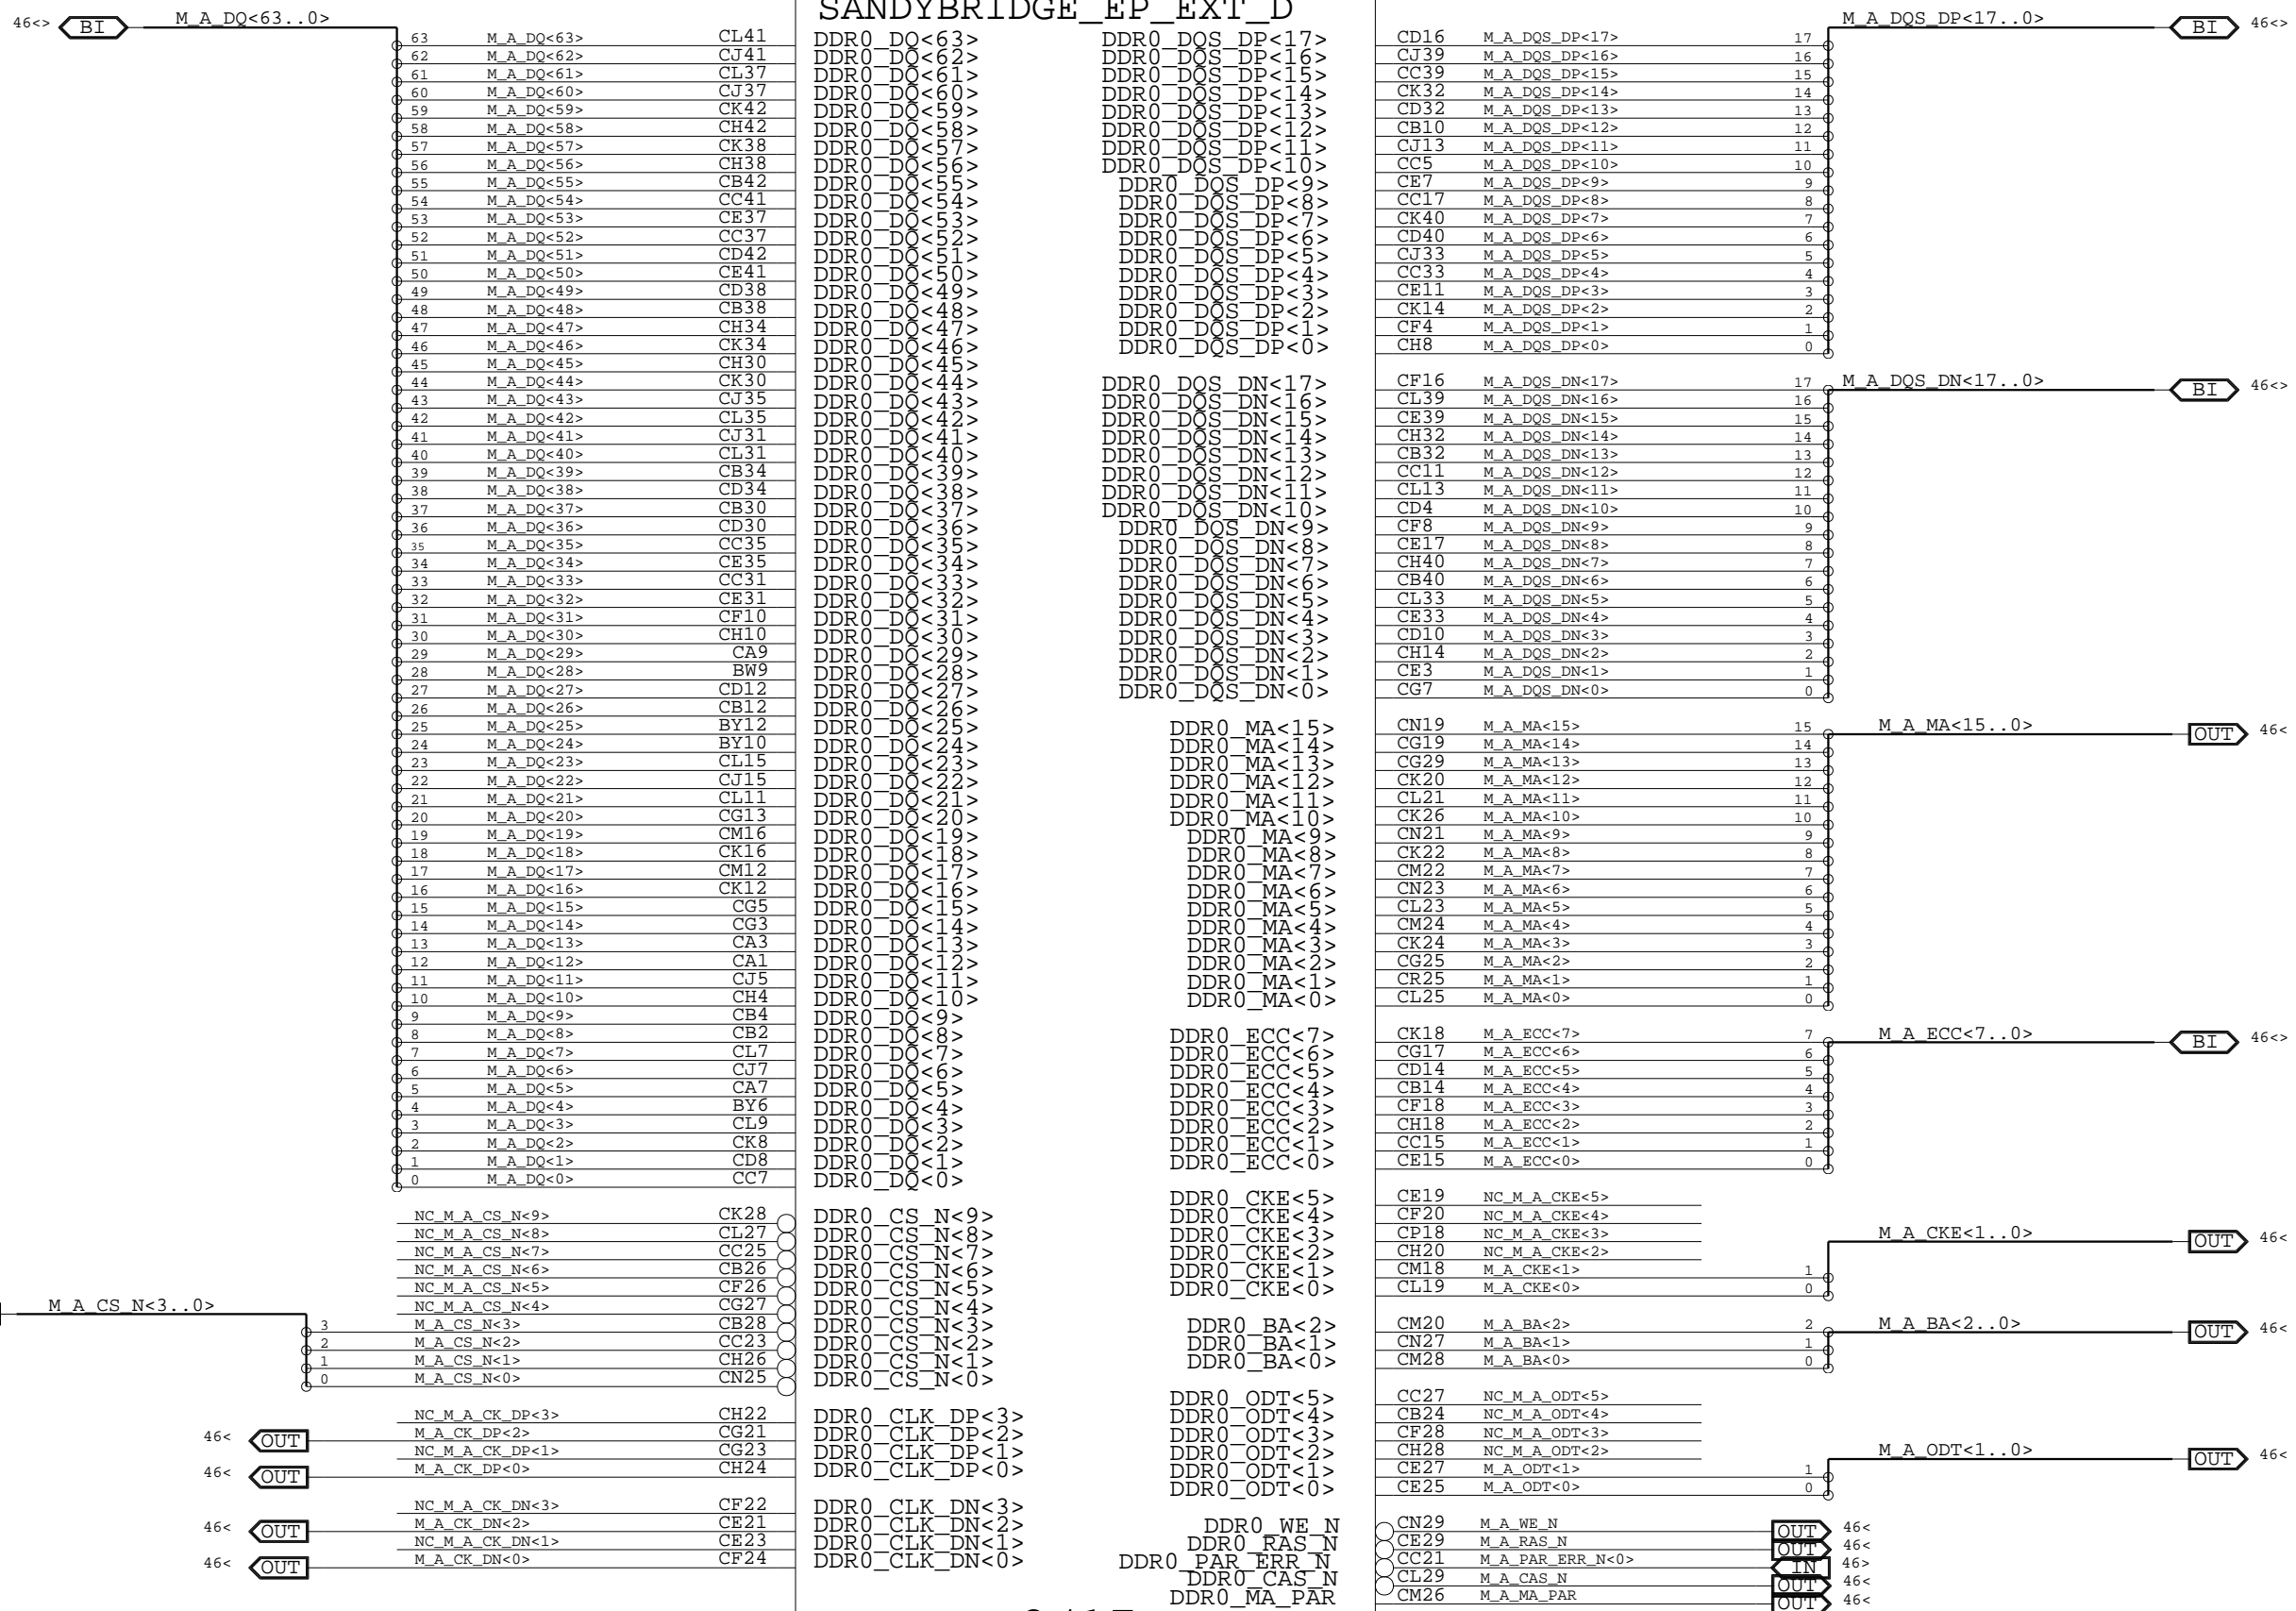 SANDYBRIDGE_EP_EXT_D
46<> BI M_A_DQ<63..0>
63 M_A_DQ<63> CL41 DDR0_DQ<63>
62 M_A_DQ<62> CJ41 DDR0_DQ<62>
61 M_A_DQ<61> CL37 DDR0_DQ<61>
60 M_A_DQ<60> CJ37 DDR0_DQ<60>
59 M_A_DQ<59> CK42 DDR0_DQ<59>
58 M_A_DQ<58> CH42 DDR0_DQ<58>
57 M_A_DQ<57> CK38 DDR0_DQ<57>
56 M_A_DQ<56> CH38 DDR0_DQ<56>
55 M_A_DQ<55> CB42 DDR0_DQ<55>
54 M_A_DQ<54> CC41 DDR0_DQ<54>
53 M_A_DQ<53> CE37 DDR0_DQ<53>
52 M_A_DQ<52> CC37 DDR0_DQ<52>
51 M_A_DQ<51> CD42 DDR0_DQ<51>
50 M_A_DQ<50> CE41 DDR0_DQ<50>
49 M_A_DQ<49> CD38 DDR0_DQ<49>
48 M_A_DQ<48> CB38 DDR0_DQ<48>
47 M_A_DQ<47> CH34 DDR0_DQ<47>
46 M_A_DQ<46> CK34 DDR0_DQ<46>
45 M_A_DQ<45> CH30 DDR0_DQ<45>
44 M_A_DQ<44> CK30 DDR0_DQ<44>
43 M_A_DQ<43> CJ35 DDR0_DQ<43>
42 M_A_DQ<42> CL35 DDR0_DQ<42>
41 M_A_DQ<41> CJ31 DDR0_DQ<41>
40 M_A_DQ<40> CL31 DDR0_DQ<40>
39 M_A_DQ<39> CB34 DDR0_DQ<39>
38 M_A_DQ<38> CD34 DDR0_DQ<38>
37 M_A_DQ<37> CB30 DDR0_DQ<37>
36 M_A_DQ<36> CD30 DDR0_DQ<36>
35 M_A_DQ<35> CC35 DDR0_DQ<35>
34 M_A_DQ<34> CE35 DDR0_DQ<34>
33 M_A_DQ<33> CC31 DDR0_DQ<33>
32 M_A_DQ<32> CE31 DDR0_DQ<32>
31 M_A_DQ<31> CF10 DDR0_DQ<31>
30 M_A_DQ<30> CH10 DDR0_DQ<30>
29 M_A_DQ<29> CA9 DDR0_DQ<29>
28 M_A_DQ<28> BW9 DDR0_DQ<28>
27 M_A_DQ<27> CD12 DDR0_DQ<27>
26 M_A_DQ<26> CB12 DDR0_DQ<26>
25 M_A_DQ<25> BY12 DDR0_DQ<25>
24 M_A_DQ<24> BY10 DDR0_DQ<24>
23 M_A_DQ<23> CL15 DDR0_DQ<23>
22 M_A_DQ<22> CJ15 DDR0_DQ<22>
21 M_A_DQ<21> CL11 DDR0_DQ<21>
20 M_A_DQ<20> CG13 DDR0_DQ<20>
19 M_A_DQ<19> CM16 DDR0_DQ<19>
18 M_A_DQ<18> CK16 DDR0_DQ<18>
17 M_A_DQ<17> CM12 DDR0_DQ<17>
16 M_A_DQ<16> CK12 DDR0_DQ<16>
15 M_A_DQ<15> CG5 DDR0_DQ<15>
14 M_A_DQ<14> CG3 DDR0_DQ<14>
13 M_A_DQ<13> CA3 DDR0_DQ<13>
12 M_A_DQ<12> CA1 DDR0_DQ<12>
11 M_A_DQ<11> CJ5 DDR0_DQ<11>
10 M_A_DQ<10> CH4 DDR0_DQ<10>
9 M_A_DQ<9> CB4 DDR0_DQ<9>
8 M_A_DQ<8> CB2 DDR0_DQ<8>
7 M_A_DQ<7> CL7 DDR0_DQ<7>
6 M_A_DQ<6> CJ7 DDR0_DQ<6>
5 M_A_DQ<5> CA7 DDR0_DQ<5>
4 M_A_DQ<4> BY6 DDR0_DQ<4>
3 M_A_DQ<3> CL9 DDR0_DQ<3>
2 M_A_DQ<2> CK8 DDR0_DQ<2>
1 M_A_DQ<1> CD8 DDR0_DQ<1>
0 M_A_DQ<0> CC7 DDR0_DQ<0>
NC_M_A_CS_N<9> CK28 DDR0_CS_N<9>
NC_M_A_CS_N<8> CL27 DDR0_CS_N<8>
NC_M_A_CS_N<7> CC25 DDR0_CS_N<7>
NC_M_A_CS_N<6> CB26 DDR0_CS_N<6>
NC_M_A_CS_N<5> CF26 DDR0_CS_N<5>
NC_M_A_CS_N<4> CG27 DDR0_CS_N<4>
M_A_CS_N<3..0>
3 M_A_CS_N<3> CB28 DDR0_CS_N<3>
2 M_A_CS_N<2> CC23 DDR0_CS_N<2>
1 M_A_CS_N<1> CH26 DDR0_CS_N<1>
0 M_A_CS_N<0> CN25 DDR0_CS_N<0>
NC_M_A_CK_DP<3> CH22 DDR0_CLK_DP<3>
46< OUT M_A_CK_DP<2> CG21 DDR0_CLK_DP<2>
NC_M_A_CK_DP<1> CG23 DDR0_CLK_DP<1>
46< OUT M_A_CK_DP<0> CH24 DDR0_CLK_DP<0>
NC_M_A_CK_DN<3> CF22 DDR0_CLK_DN<3>
46< OUT M_A_CK_DN<2> CE21 DDR0_CLK_DN<2>
NC_M_A_CK_DN<1> CE23 DDR0_CLK_DN<1>
46< OUT M_A_CK_DN<0> CF24 DDR0_CLK_DN<0>
M_A_DQS_DP<17..0> BI 46<>
DDR0_DQS_DP<17> CD16 M_A_DQS_DP<17> 17
DDR0_DQS_DP<16> CJ39 M_A_DQS_DP<16> 16
DDR0_DQS_DP<15> CC39 M_A_DQS_DP<15> 15
DDR0_DQS_DP<14> CK32 M_A_DQS_DP<14> 14
DDR0_DQS_DP<13> CD32 M_A_DQS_DP<13> 13
DDR0_DQS_DP<12> CB10 M_A_DQS_DP<12> 12
DDR0_DQS_DP<11> CJ13 M_A_DQS_DP<11> 11
DDR0_DQS_DP<10> CC5 M_A_DQS_DP<10> 10
DDR0_DQS_DP<9> CE7 M_A_DQS_DP<9> 9
DDR0_DQS_DP<8> CC17 M_A_DQS_DP<8> 8
DDR0_DQS_DP<7> CK40 M_A_DQS_DP<7> 7
DDR0_DQS_DP<6> CD40 M_A_DQS_DP<6> 6
DDR0_DQS_DP<5> CJ33 M_A_DQS_DP<5> 5
DDR0_DQS_DP<4> CC33 M_A_DQS_DP<4> 4
DDR0_DQS_DP<3> CE11 M_A_DQS_DP<3> 3
DDR0_DQS_DP<2> CK14 M_A_DQS_DP<2> 2
DDR0_DQS_DP<1> CF4 M_A_DQS_DP<1> 1
DDR0_DQS_DP<0> CH8 M_A_DQS_DP<0> 0
DDR0_DQS_DN<17> CF16 M_A_DQS_DN<17> 17 M_A_DQS_DN<17..0> BI 46<>
DDR0_DQS_DN<16> CL39 M_A_DQS_DN<16> 16
DDR0_DQS_DN<15> CE39 M_A_DQS_DN<15> 15
DDR0_DQS_DN<14> CH32 M_A_DQS_DN<14> 14
DDR0_DQS_DN<13> CB32 M_A_DQS_DN<13> 13
DDR0_DQS_DN<12> CC11 M_A_DQS_DN<12> 12
DDR0_DQS_DN<11> CL13 M_A_DQS_DN<11> 11
DDR0_DQS_DN<10> CD4 M_A_DQS_DN<10> 10
DDR0_DQS_DN<9> CF8 M_A_DQS_DN<9> 9
DDR0_DQS_DN<8> CE17 M_A_DQS_DN<8> 8
DDR0_DQS_DN<7> CH40 M_A_DQS_DN<7> 7
DDR0_DQS_DN<6> CB40 M_A_DQS_DN<6> 6
DDR0_DQS_DN<5> CL33 M_A_DQS_DN<5> 5
DDR0_DQS_DN<4> CE33 M_A_DQS_DN<4> 4
DDR0_DQS_DN<3> CD10 M_A_DQS_DN<3> 3
DDR0_DQS_DN<2> CH14 M_A_DQS_DN<2> 2
DDR0_DQS_DN<1> CE3 M_A_DQS_DN<1> 1
DDR0_DQS_DN<0> CG7 M_A_DQS_DN<0> 0
DDR0_MA<15> CN19 M_A_MA<15> 15 M_A_MA<15..0> OUT 46<
DDR0_MA<14> CG19 M_A_MA<14> 14
DDR0_MA<13> CG29 M_A_MA<13> 13
DDR0_MA<12> CK20 M_A_MA<12> 12
DDR0_MA<11> CL21 M_A_MA<11> 11
DDR0_MA<10> CK26 M_A_MA<10> 10
DDR0_MA<9> CN21 M_A_MA<9> 9
DDR0_MA<8> CK22 M_A_MA<8> 8
DDR0_MA<7> CM22 M_A_MA<7> 7
DDR0_MA<6> CN23 M_A_MA<6> 6
DDR0_MA<5> CL23 M_A_MA<5> 5
DDR0_MA<4> CM24 M_A_MA<4> 4
DDR0_MA<3> CK24 M_A_MA<3> 3
DDR0_MA<2> CG25 M_A_MA<2> 2
DDR0_MA<1> CR25 M_A_MA<1> 1
DDR0_MA<0> CL25 M_A_MA<0> 0
DDR0_ECC<7> CK18 M_A_ECC<7> 7 M_A_ECC<7..0> BI 46<>
DDR0_ECC<6> CG17 M_A_ECC<6> 6
DDR0_ECC<5> CD14 M_A_ECC<5> 5
DDR0_ECC<4> CB14 M_A_ECC<4> 4
DDR0_ECC<3> CF18 M_A_ECC<3> 3
DDR0_ECC<2> CH18 M_A_ECC<2> 2
DDR0_ECC<1> CC15 M_A_ECC<1> 1
DDR0_ECC<0> CE15 M_A_ECC<0> 0
DDR0_CKE<5> CE19 NC_M_A_CKE<5>
DDR0_CKE<4> CF20 NC_M_A_CKE<4>
DDR0_CKE<3> CP18 NC_M_A_CKE<3> M_A_CKE<1..0> OUT 46<
DDR0_CKE<2> CH20 NC_M_A_CKE<2>
DDR0_CKE<1> CM18 M_A_CKE<1> 1
DDR0_CKE<0> CL19 M_A_CKE<0> 0
DDR0_BA<2> CM20 M_A_BA<2> 2 M_A_BA<2..0> OUT 46<
DDR0_BA<1> CN27 M_A_BA<1> 1
DDR0_BA<0> CM28 M_A_BA<0> 0
DDR0_ODT<5> CC27 NC_M_A_ODT<5>
DDR0_ODT<4> CB24 NC_M_A_ODT<4>
DDR0_ODT<3> CF28 NC_M_A_ODT<3>
DDR0_ODT<2> CH28 NC_M_A_ODT<2> M_A_ODT<1..0> OUT 46<
DDR0_ODT<1> CE27 M_A_ODT<1> 1
DDR0_ODT<0> CE25 M_A_ODT<0> 0
DDR0_WE_N CN29 M_A_WE_N OUT 46<
DDR0_RAS_N CE29 M_A_RAS_N OUT 46<
DDR0_PAR_ERR_N CC21 M_A_PAR_ERR_N<0> IN 46>
DDR0_CAS_N CL29 M_A_CAS_N OUT 46<
DDR0_MA_PAR CM26 M_A_MA_PAR OUT 46<